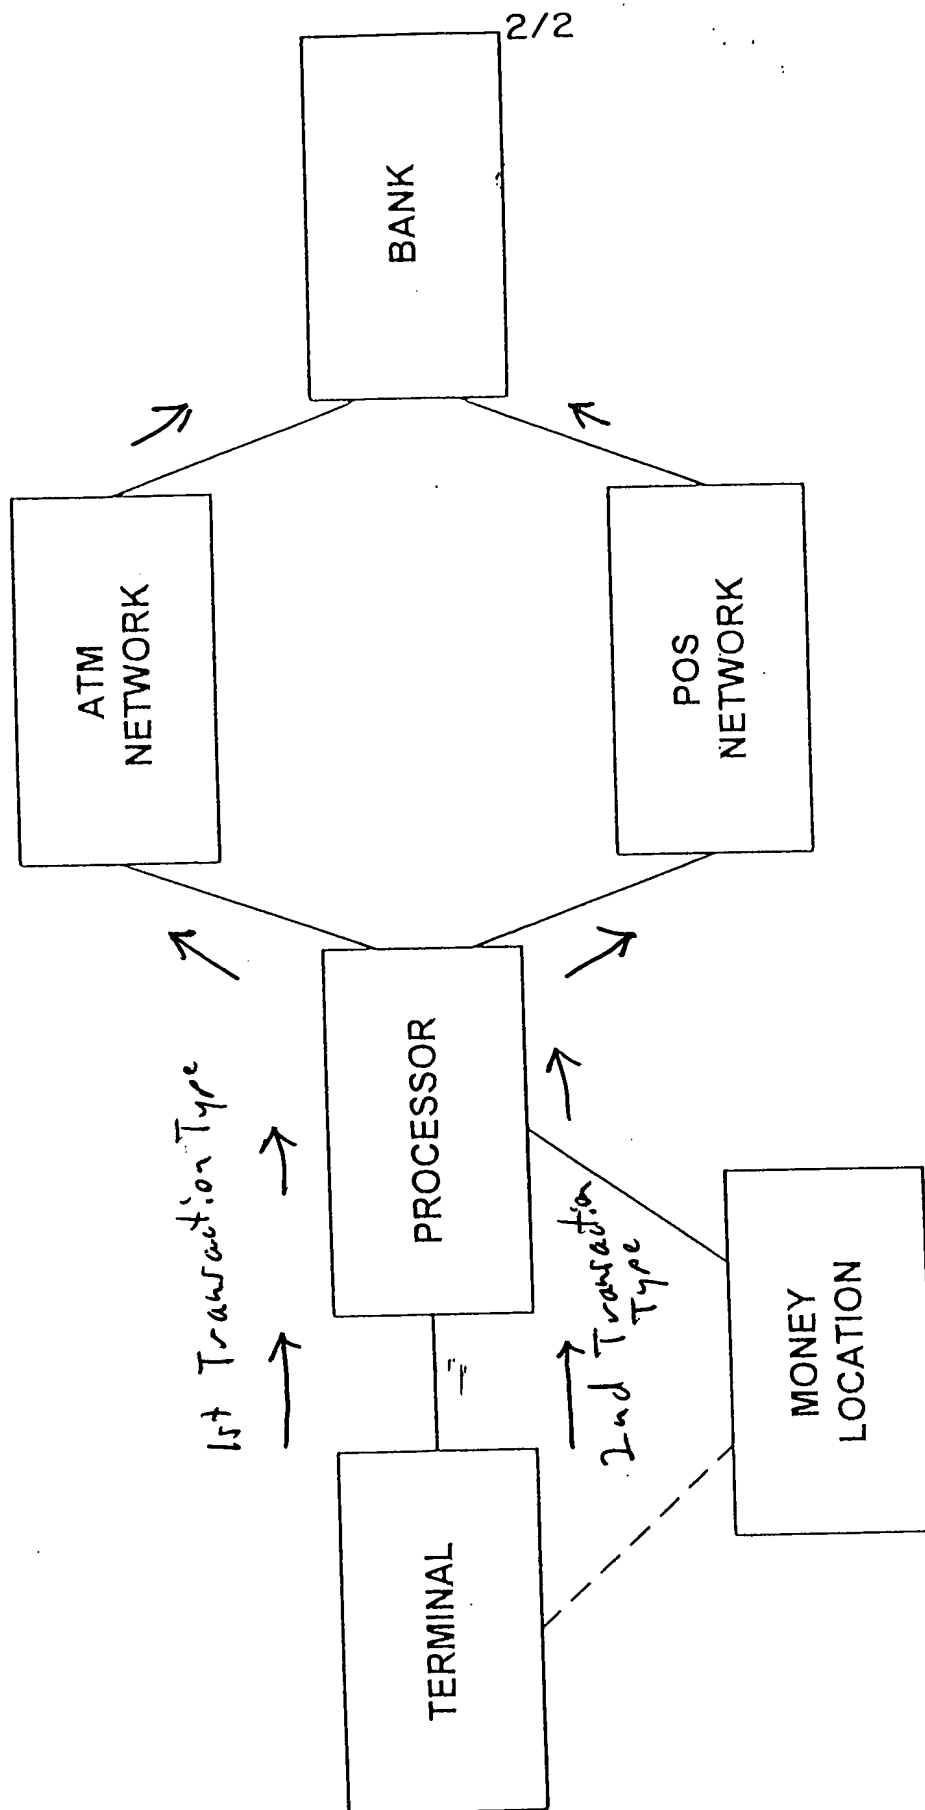 2/2
BANK
ATM
NETWORK
POS
NETWORK
PROCESSOR
1st Transaction Type
2nd Transaction
Type
TERMINAL
MONEY
LOCATION